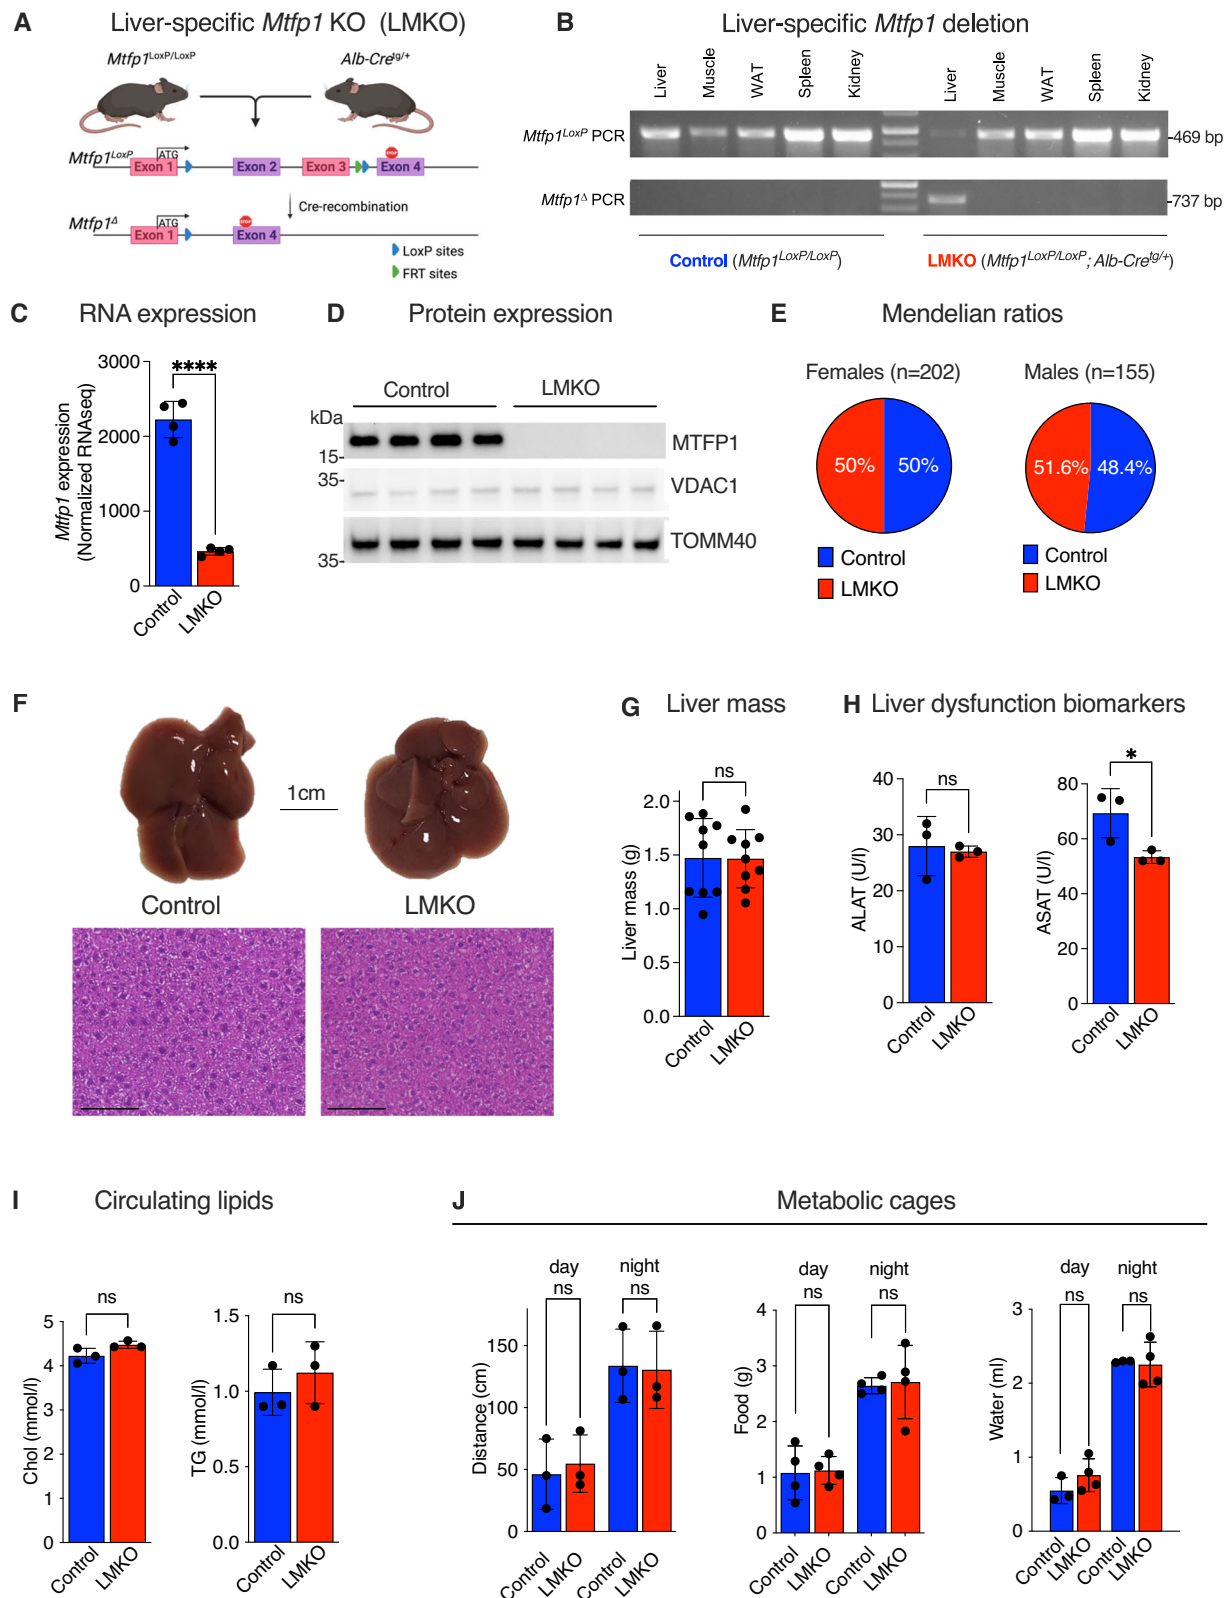 A Liver-specific Mtfp1 KO (LMKO)
Mtfp1LoxP/LoxP
Alb-Cretg/+
Mtfp1LoxP
ATG
STOP
Exon 1
Exon 2
Exon 3
Exon 4
Cre-recombination
Mtfp1Δ
ATG
STOP
Exon 1
Exon 4
LoxP sites
FRT sites
B Liver-specific Mtfp1 deletion
Liver Muscle WAT Spleen Kidney Liver Muscle WAT Spleen Kidney
Mtfp1LoxP PCR
-469 bp
Mtfp1Δ PCR
-737 bp
Control (Mtfp1LoxP/LoxP)
LMKO (Mtfp1LoxP/LoxP; Alb-Cretg/+)
C RNA expression
Mtfp1 expression
(Normalized RNAseq)
3000
2000
1000
0
****
Control
LMKO
D Protein expression
Control
LMKO
kDa
15-
35-
35-
MTFP1
VDAC1
TOMM40
E Mendelian ratios
Females (n=202)
50%
50%
Control
LMKO
Males (n=155)
51.6%
48.4%
Control
LMKO
F
1cm
Control
LMKO
G Liver mass
Liver mass (g)
2.0
1.5
1.0
0.5
0.0
ns
Control
LMKO
H Liver dysfunction biomarkers
ALAT (U/l)
40
30
20
10
0
ns
Control
LMKO
ASAT (U/l)
80
60
40
20
0
*
Control
LMKO
I Circulating lipids
Chol (mmol/l)
5
4
3
2
1
0
ns
Control
LMKO
TG (mmol/l)
1.5
1.0
0.5
0.0
ns
Control
LMKO
J Metabolic cages
Distance (cm)
150
100
50
0
day
ns
night
ns
Control
LMKO
Control
LMKO
Food (g)
4
3
2
1
0
day
ns
night
ns
Control
LMKO
Control
LMKO
Water (ml)
3
2
1
0
day
ns
night
ns
Control
LMKO
Control
LMKO